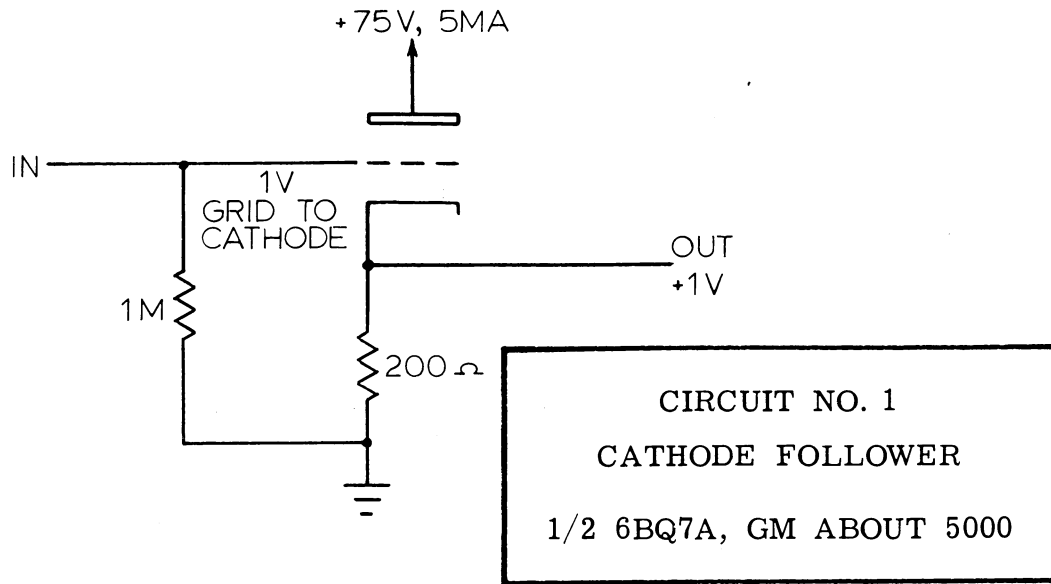 +75V, 5MA
IN
1V
GRID TO
CATHODE
OUT
+1V
1M
200Ω
CIRCUIT NO. 1
CATHODE FOLLOWER
1/2 6BQ7A, GM ABOUT 5000